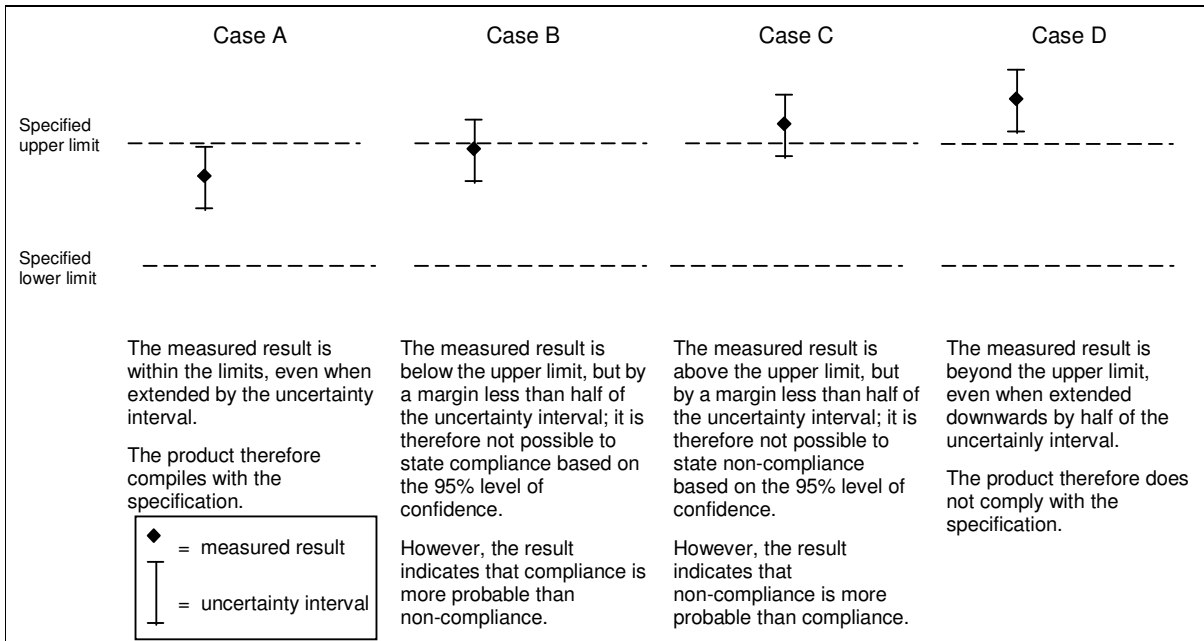 Case A
Case B
Case C
Case D
Specified
upper limit
Specified
lower limit
The measured result is
within the limits, even when
extended by the uncertainty
interval.
The product therefore
compiles with the
specification.
= measured result
= uncertainty interval
The measured result is
below the upper limit, but by
a margin less than half of
the uncertainty interval; it is
therefore not possible to
state compliance based on
the 95% level of
confidence.
However, the result
indicates that compliance is
more probable than
non-compliance.
The measured result is
above the upper limit, but
by a margin less than half of
the uncertainty interval; it is
therefore not possible to
state non-compliance
based on the 95% level of
confidence.
However, the result
indicates that
non-compliance is more
probable than compliance.
The measured result is
beyond the upper limit,
even when extended
downwards by half of the
uncertainly interval.
The product therefore does
not comply with the
specification.